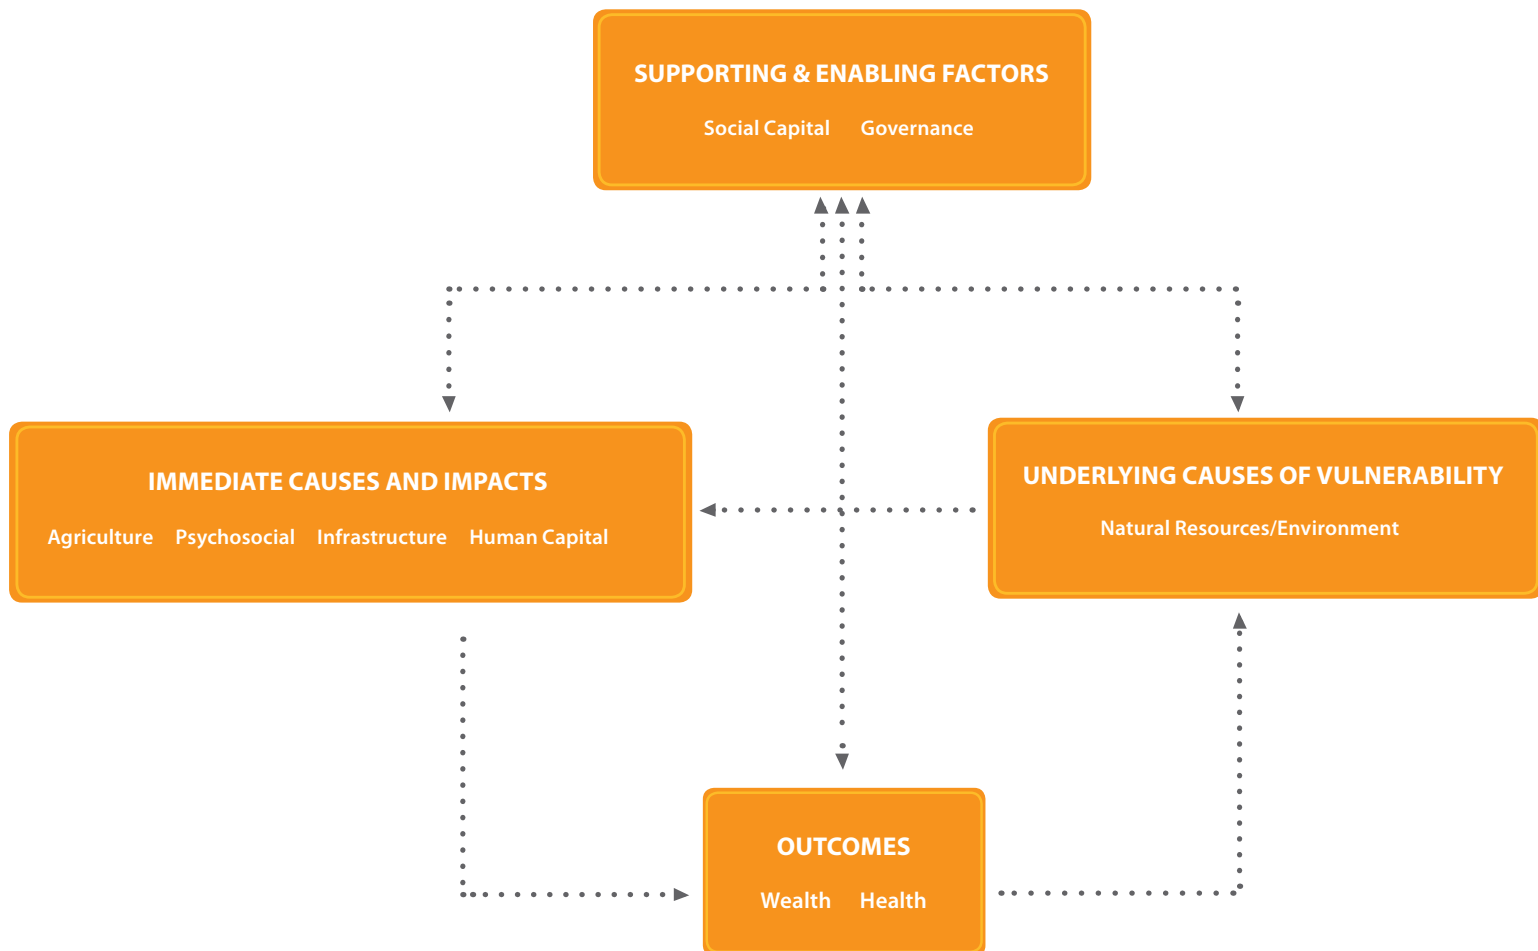 SUPPORTING & ENABLING FACTORS
Social Capital Governance
IMMEDIATE CAUSES AND IMPACTS
Agriculture Psychosocial Infrastructure Human Capital
UNDERLYING CAUSES OF VULNERABILITY
Natural Resources/Environment
OUTCOMES
Wealth Health